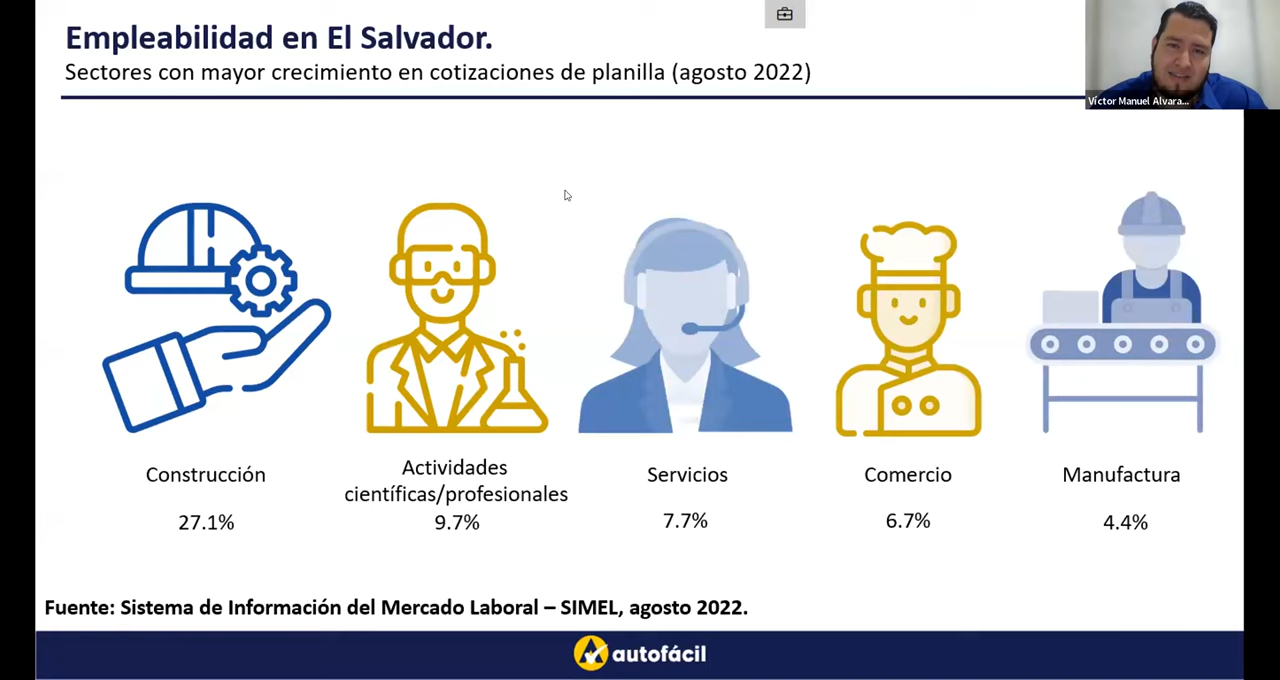 Empleabilidad en El Salvador.
Sectores con mayor crecimiento en cotizaciones de planilla (agosto 2022)
Víctor Manuel Alvara...
Construcción
27.1%
Actividades
científicas/profesionales
9.7%
Servicios
7.7%
Comercio
6.7%
Manufactura
4.4%
Fuente: Sistema de Información del Mercado Laboral – SIMEL, agosto 2022.
autofácil